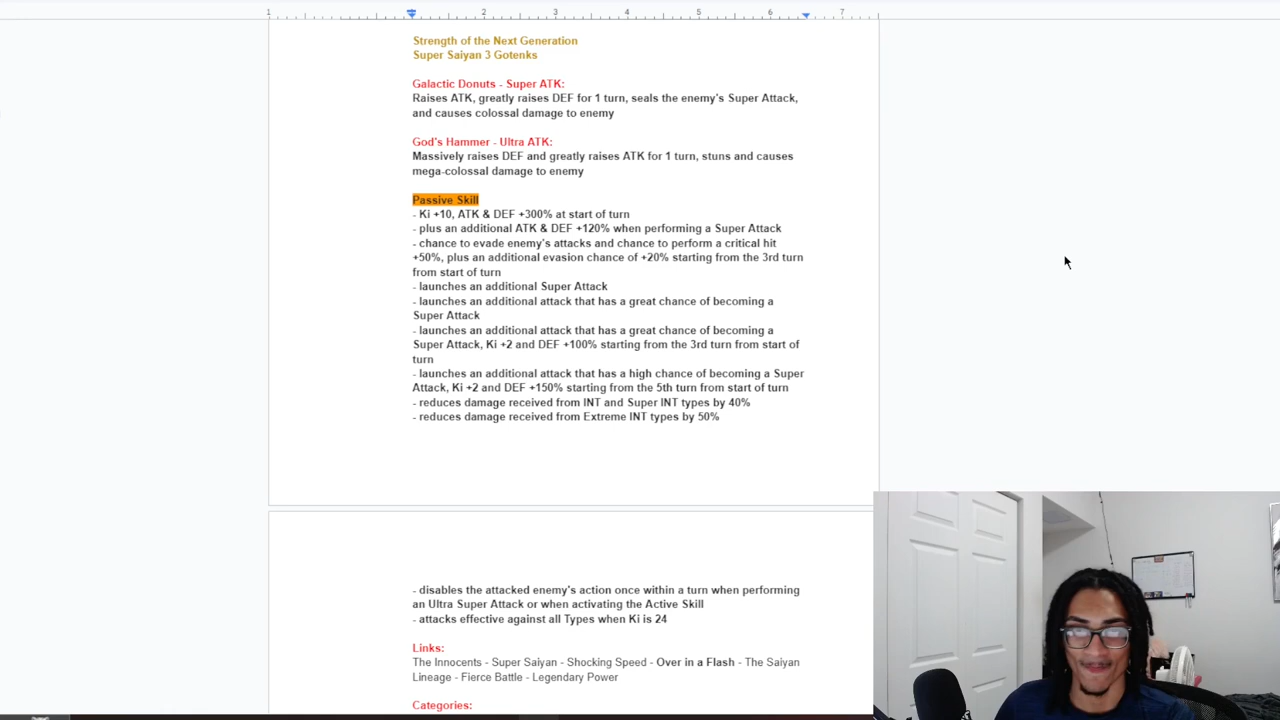 1 2 3 4 5 6 7
Strength of the Next Generation
Super Saiyan 3 Gotenks
Galactic Donuts - Super ATK:
Raises ATK, greatly raises DEF for 1 turn, seals the enemy's Super Attack,
and causes colossal damage to enemy
God's Hammer - Ultra ATK:
Massively raises DEF and greatly raises ATK for 1 turn, stuns and causes
mega-colossal damage to enemy
Passive Skill
- Ki +10, ATK & DEF +300% at start of turn
- plus an additional ATK & DEF +120% when performing a Super Attack
- chance to evade enemy's attacks and chance to perform a critical hit
+50%, plus an additional evasion chance of +20% starting from the 3rd turn
from start of turn
- launches an additional Super Attack
- launches an additional attack that has a great chance of becoming a
Super Attack
- launches an additional attack that has a great chance of becoming a
Super Attack, Ki +2 and DEF +100% starting from the 3rd turn from start of
turn
- launches an additional attack that has a high chance of becoming a Super
Attack, Ki +2 and DEF +150% starting from the 5th turn from start of turn
- reduces damage received from INT and Super INT types by 40%
- reduces damage received from Extreme INT types by 50%
- disables the attacked enemy's action once within a turn when performing
an Ultra Super Attack or when activating the Active Skill
- attacks effective against all Types when Ki is 24
Links:
The Innocents - Super Saiyan - Shocking Speed - Over in a Flash - The Saiyan
Lineage - Fierce Battle - Legendary Power
Categories: